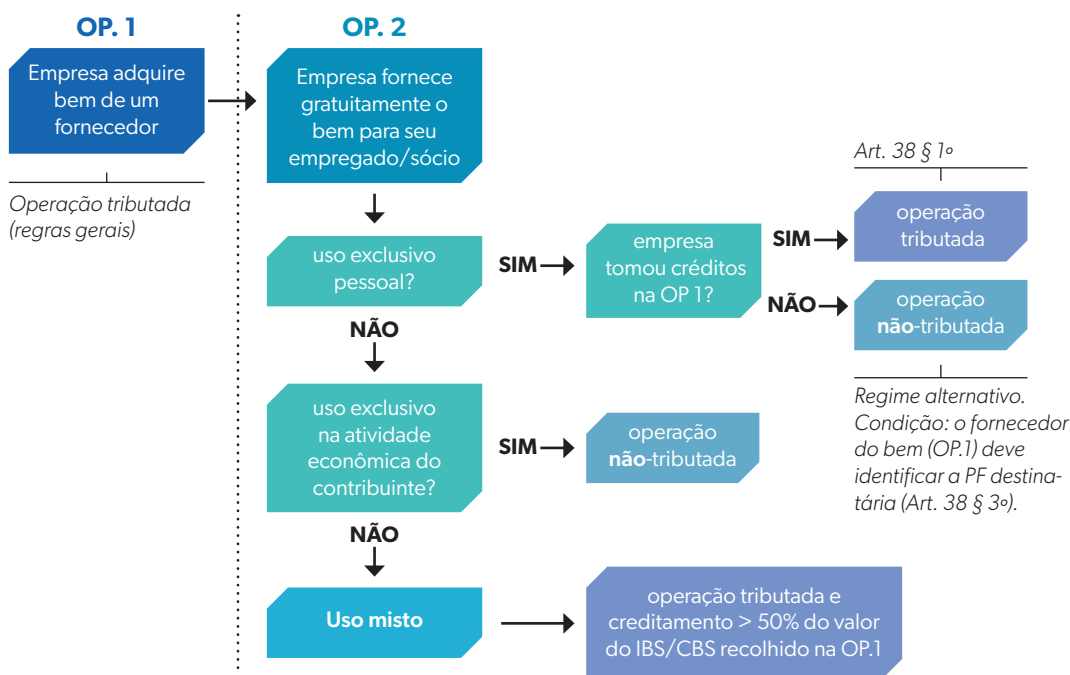 OP. 1
Empresa adquire
bem de um
fornecedor
Operação tributada
(regras gerais)
OP. 2
Empresa fornece
gratuitamente o
bem para seu
empregado/sócio
uso exclusivo
pessoal?
SIM
empresa
tomou créditos
na OP 1?
Art. 38 § 1º
SIM
operação
tributada
NÃO
operação
não-tributada
Regime alternativo.
Condição: o fornecedor
do bem (OP.1) deve
identificar a PF destina-
tária (Art. 38 § 3º).
NÃO
uso exclusivo
na atividade
econômica do
contribuinte?
SIM
operação
não-tributada
NÃO
Uso misto
operação tributada e
creditamento > 50% do valor
do IBS/CBS recolhido na OP.1